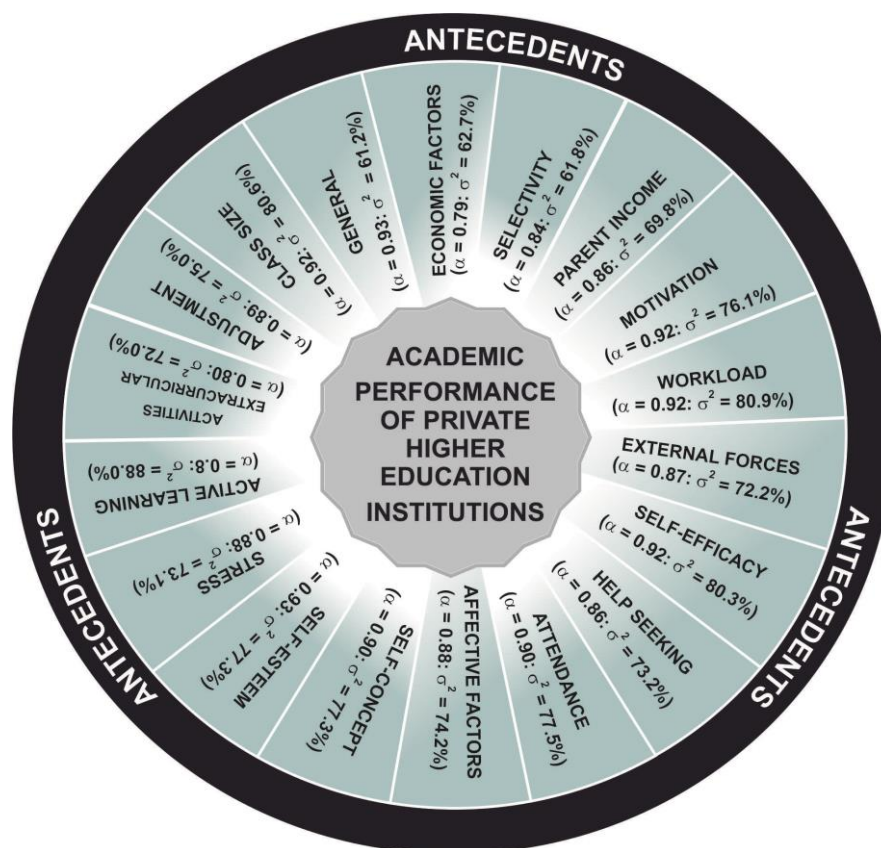 ANTECEDENTS
ECONOMIC FACTORS
(α = 0.79: σ² = 62.7%)
SELECTIVITY
(α = 0.84: σ² = 61.8%)
PARENT INCOME
(α = 0.86: σ² = 69.8%)
MOTIVATION
(α = 0.92: σ² = 76.1%)
WORKLOAD
(α = 0.92: σ² = 80.9%)
EXTERNAL FORCES
(α = 0.87: σ² = 72.2%)
SELF-EFFICACY
(α = 0.92: σ² = 80.3%)
HELP SEEKING
(α = 0.86: σ² = 73.2%)
ATTENDANCE
(α = 0.90: σ² = 77.5%)
AFFECTIVE FACTORS
(α = 0.88: σ² = 74.2%)
SELF-CONCEPT
(α = 0.90: σ² = 77.3%)
SELF-ESTEEM
(α = 0.93: σ² = 77.3%)
STRESS
(α = 0.88: σ² = 73.1%)
ACTIVE LEARNING
(α = 0.8: σ² = 88.0%)
EXTRACURRICULAR
ACTIVITIES
(α = 0.80: σ² = 72.0%)
ADJUSTMENT
(α = 0.89: σ² = 75.0%)
CLASS SIZE
(α = 0.92: σ² = 80.6%)
GENERAL
(α = 0.93: σ² = 61.2%)
ACADEMIC
PERFORMANCE
OF PRIVATE
HIGHER
EDUCATION
INSTITUTIONS
ANTECEDENTS
ANTECEDENTS